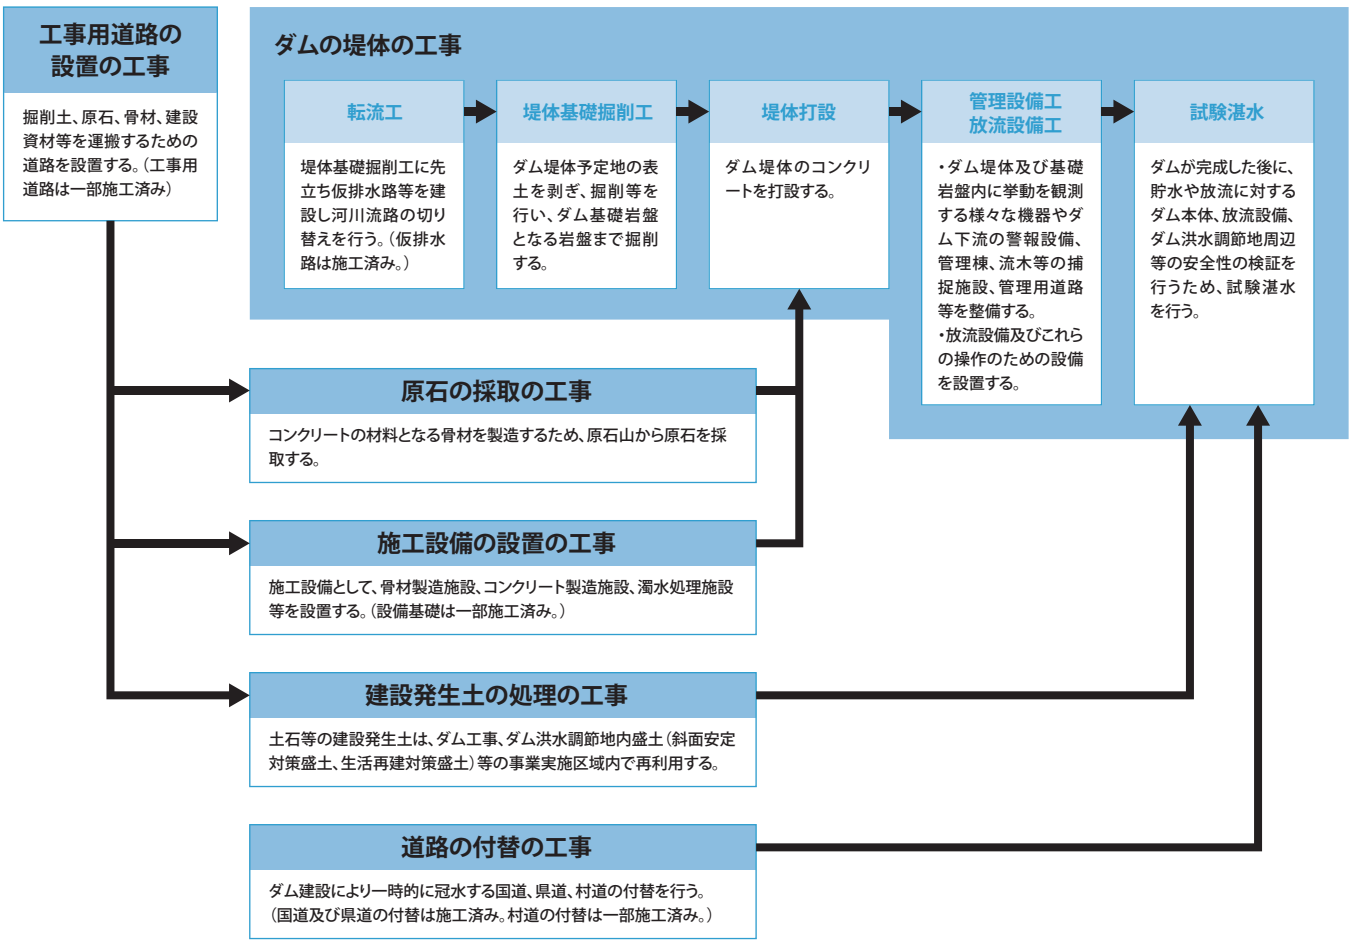 工事用道路の
設置の工事
掘削土、原石、骨材、建設
資材等を運搬するための
道路を設置する。（工事用
道路は一部施工済み）
ダムの堤体の工事
転流工
堤体基礎掘削工に先
立ち仮排水路等を建
設し河川流路の切り
替えを行う。（仮排水
路は施工済み。）
堤体基礎掘削工
ダム堤体予定地の表
土を剥ぎ、掘削等を
行い、ダム基礎岩盤
となる岩盤まで掘削
する。
堤体打設
ダム堤体のコンクリ
ートを打設する。
管理設備工
放流設備工
・ダム堤体及び基礎
岩盤内に挙動を観測
する様々な機器やダ
ム下流の警報設備、
管理棟、流木等の捕
捉施設、管理用道路
等を整備する。
・放流設備及びこれら
の操作のための設備
を設置する。
試験湛水
ダムが完成した後に、
貯水や放流に対する
ダム本体、放流設備、
ダム洪水調節地周辺
等の安全性の検証を
行うため、試験湛水
を行う。
原石の採取の工事
コンクリートの材料となる骨材を製造するため、原石山から原石を採
取する。
施工設備の設置の工事
施工設備として、骨材製造施設、コンクリート製造施設、濁水処理施設
等を設置する。（設備基礎は一部施工済み。）
建設発生土の処理の工事
土石等の建設発生土は、ダム工事、ダム洪水調節地内盛土（斜面安定
対策盛土、生活再建対策盛土）等の事業実施区域内で再利用する。
道路の付替の工事
ダム建設により一時的に冠水する国道、県道、村道の付替を行う。
（国道及び県道の付替は施工済み。村道の付替は一部施工済み。）